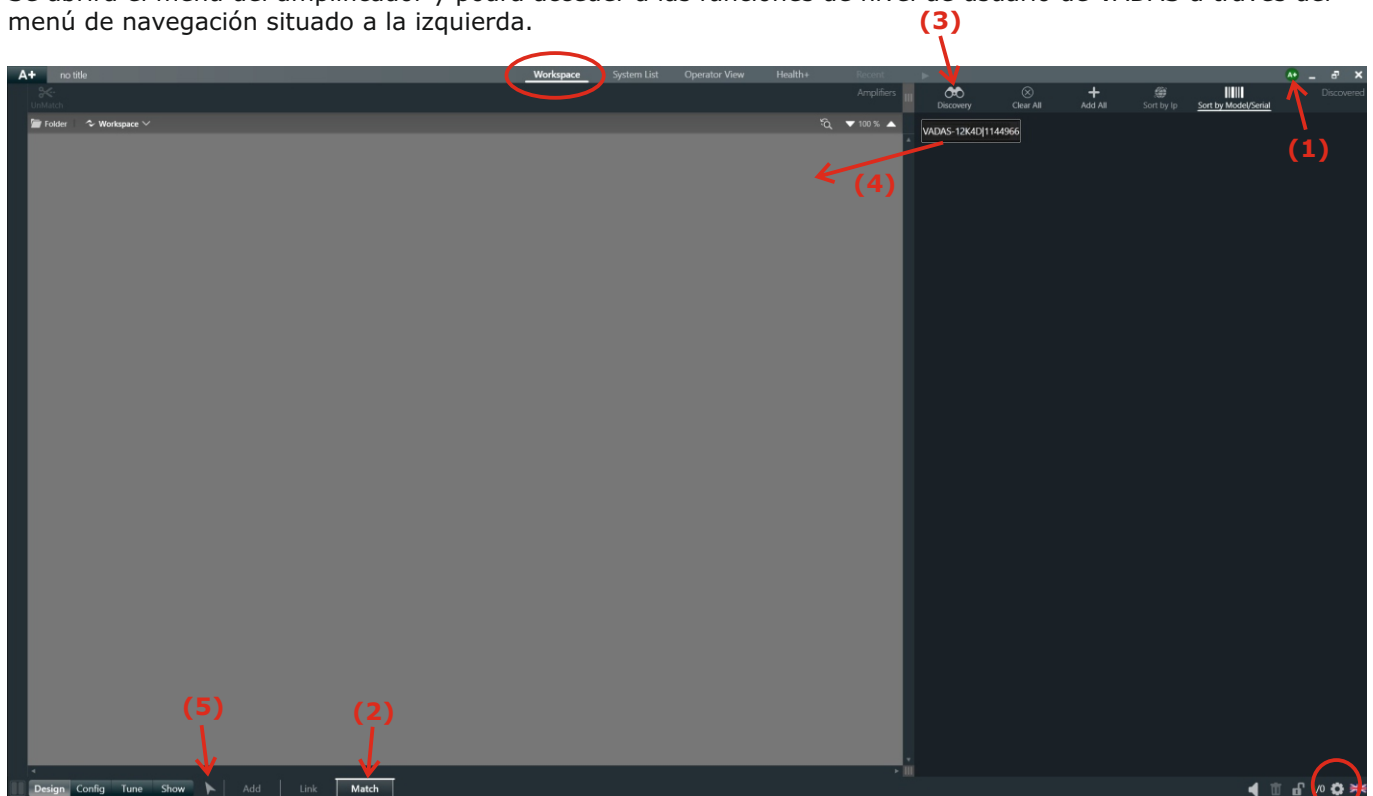 menú de navegación situado a la izquierda.
(3)
A+ no title Workspace System List Operator View Health+ Recent A+
UnMatch Amplifiers Discovery Clear All Add All Sort by Ip Sort by Model/Serial Discovered
Folder Workspace 100 %
VADAS-12K4D|1144966
(1)
(4)
(5)
(2)
Design Config Tune Show Add Link Match /0